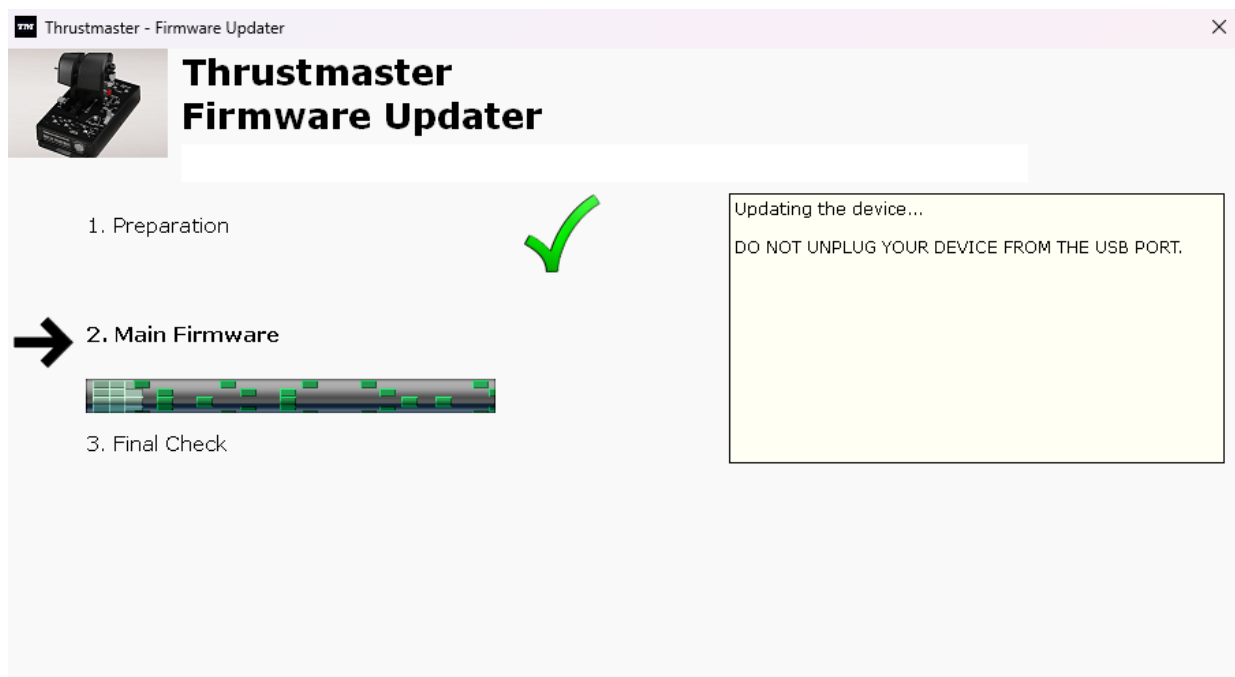 TM Thrustmaster - Firmware Updater
Thrustmaster
Firmware Updater
1. Preparation
2. Main Firmware
3. Final Check
Updating the device...
DO NOT UNPLUG YOUR DEVICE FROM THE USB PORT.